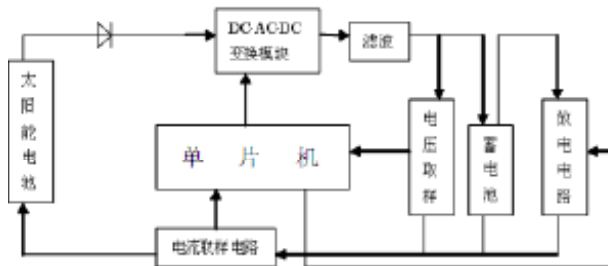 DC-AC-DC
变换模块
滤波
太阳能电池
单片机
电压取样
蓄电池
放电电路
电流取样电路